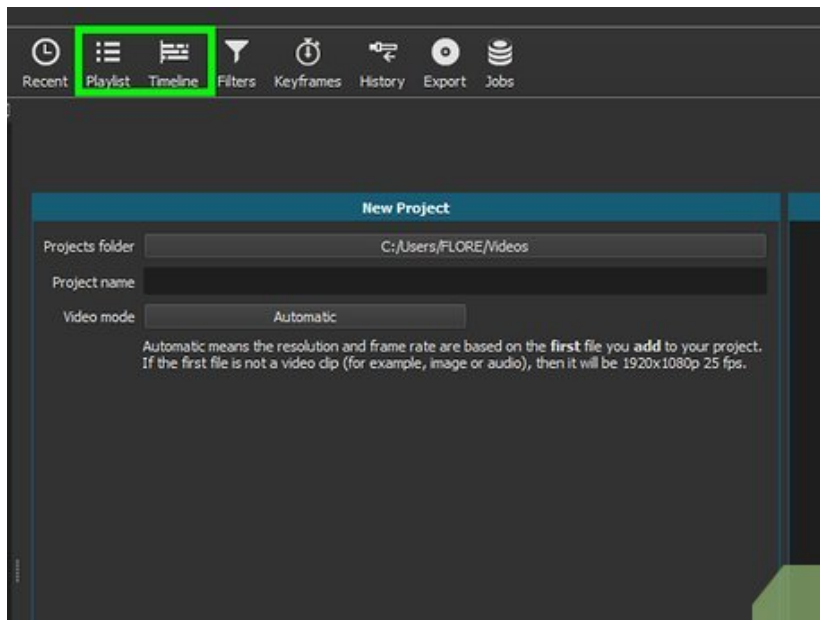 Recent Playlist Timeline Filters Keyframes History Export Jobs
New Project
Projects folder C:/Users/FLORE/Videos
Project name
Video mode Automatic
Automatic means the resolution and frame rate are based on the first file you add to your project.
If the first file is not a video clip (for example, image or audio), then it will be 1920x1080p 25 fps.